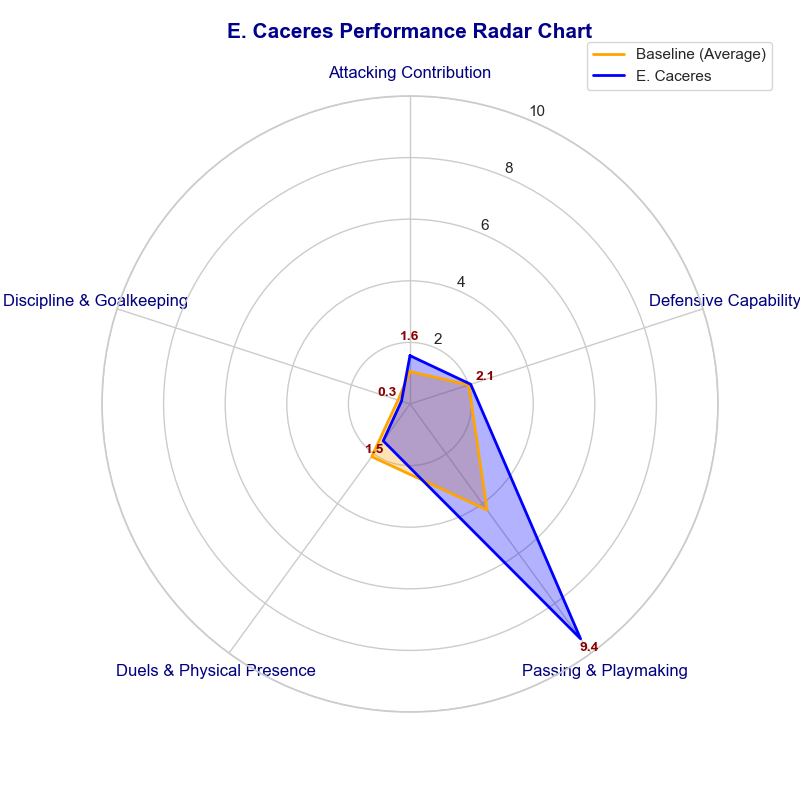 E. Caceres Performance Radar Chart
Baseline (Average)
E. Caceres
Attacking Contribution
10
8
6
4
2
Discipline & Goalkeeping
Defensive Capability
1.6
2.1
0.3
1.5
9.4
Duels & Physical Presence
Passing & Playmaking